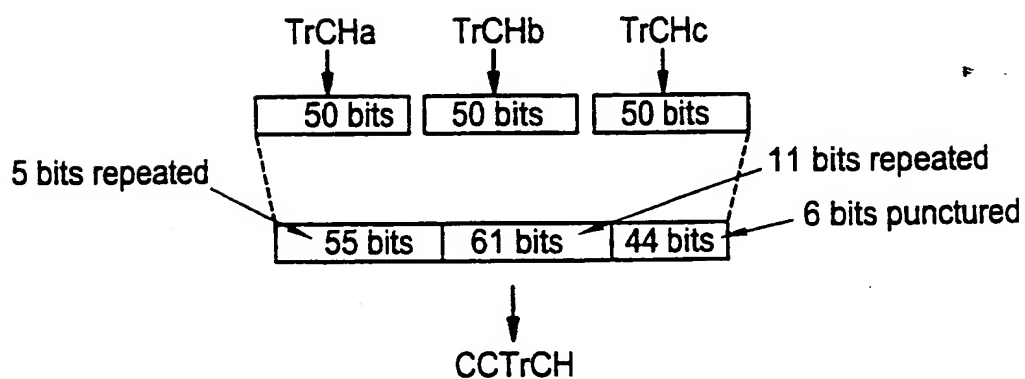 TrCHa TrCHb TrCHc
50 bits 50 bits 50 bits
5 bits repeated
11 bits repeated
6 bits punctured
55 bits 61 bits 44 bits
CCTrCH